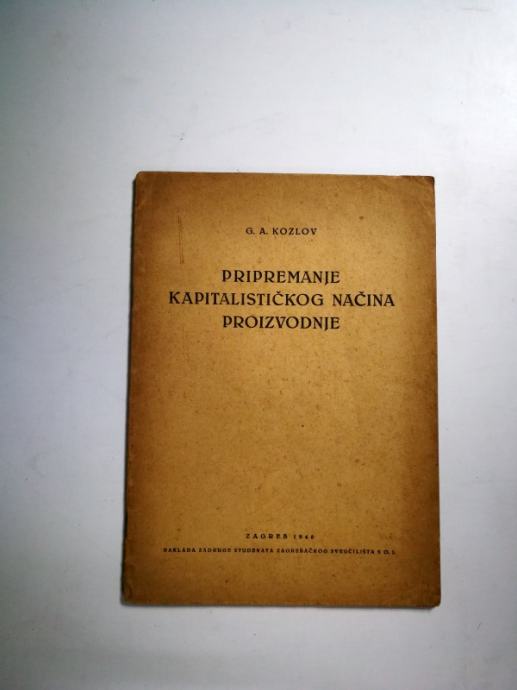 G. A. KOZLOV
PRIPREMANJE
KAPITALISTIČKOG NAČINA
PROIZVODNJE
ZAGREB
NAKLADA ZADRUGE STUDENATA ZAGREBAČKOG SVEUČILIŠTA S O. J.